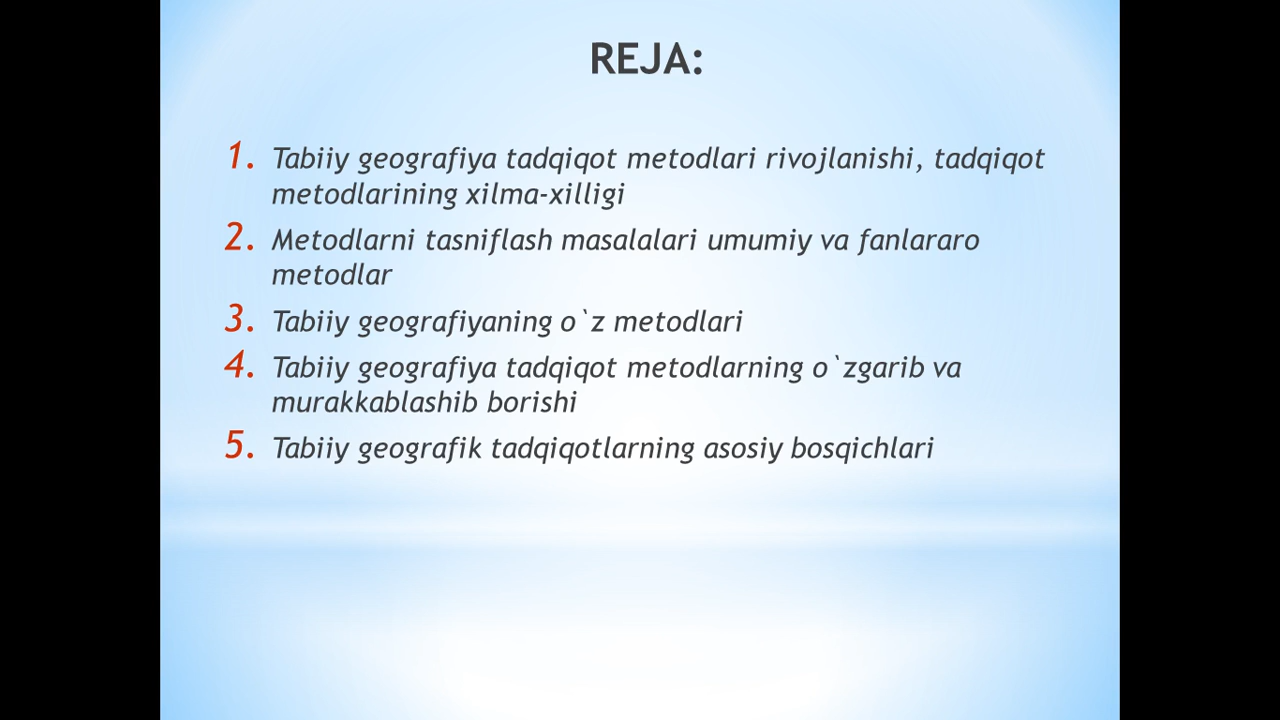 REJA:
1. Tabiiy geografiya tadqiqot metodlari rivojlanishi, tadqiqot
metodlarining xilma-xilligi
2. Metodlarni tasniflash masalalari umumiy va fanlararo
metodlar
3. Tabiiy geografiyaning o`z metodlari
4. Tabiiy geografiya tadqiqot metodlarning o`zgarib va
murakkablashib borishi
5. Tabiiy geografik tadqiqotlarning asosiy bosqichlari